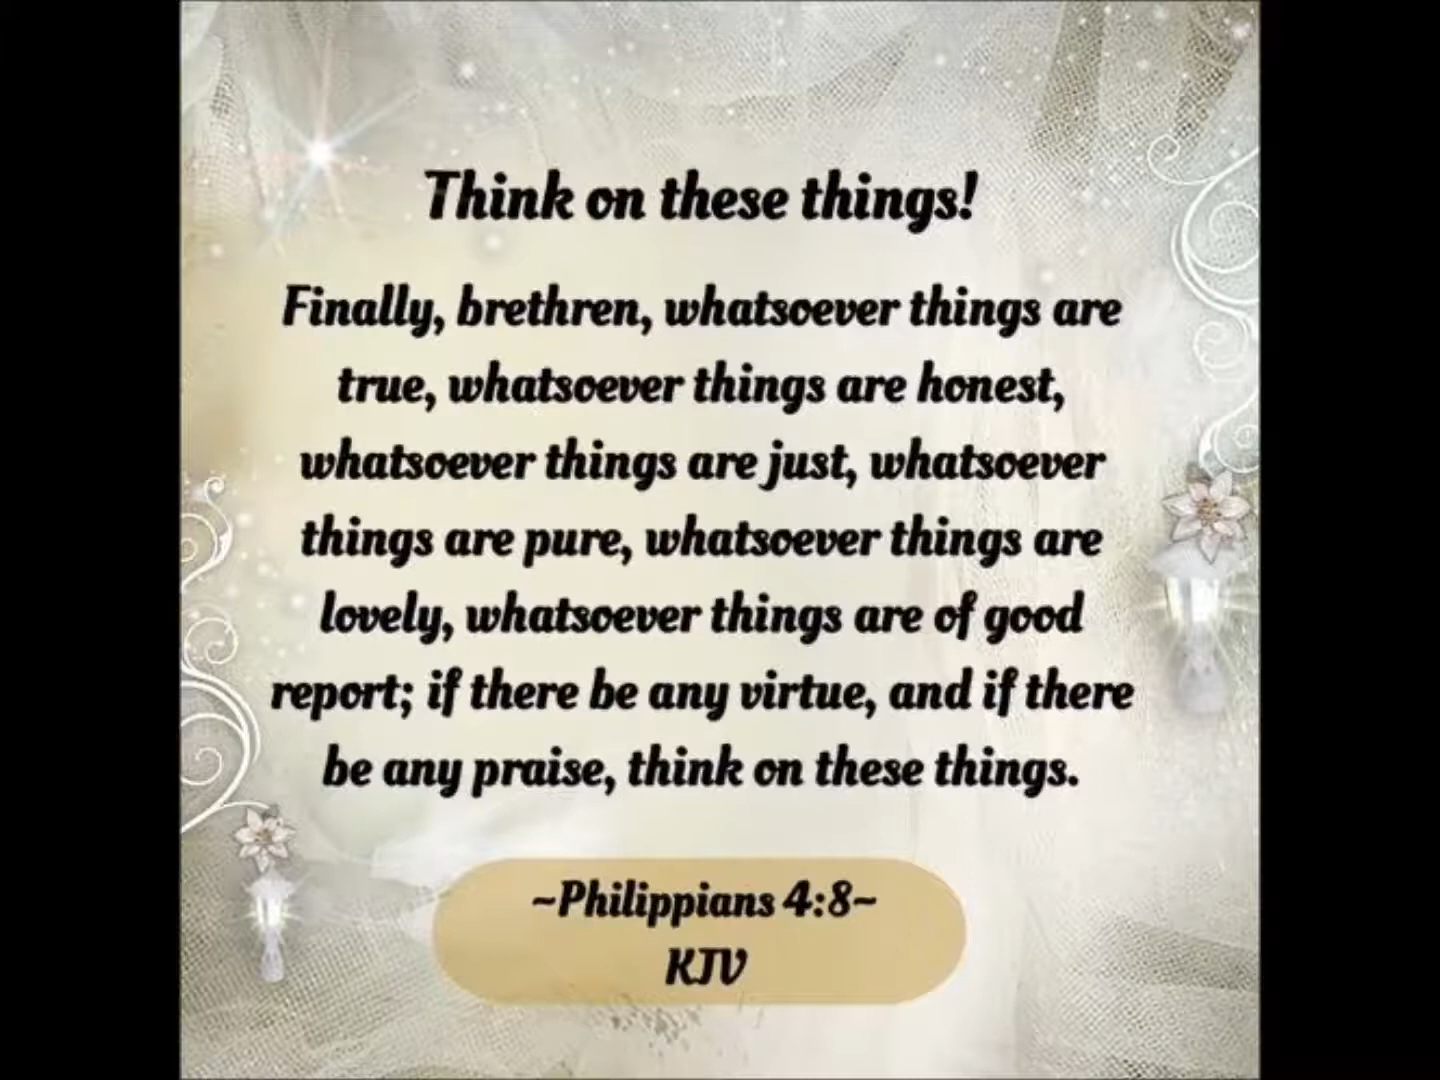 Think on these things!
Finally, brethren, whatsoever things are
true, whatsoever things are honest,
whatsoever things are just, whatsoever
things are pure, whatsoever things are
lovely, whatsoever things are of good
report; if there be any virtue, and if there
be any praise, think on these things.
~Philippians 4:8~
KJV